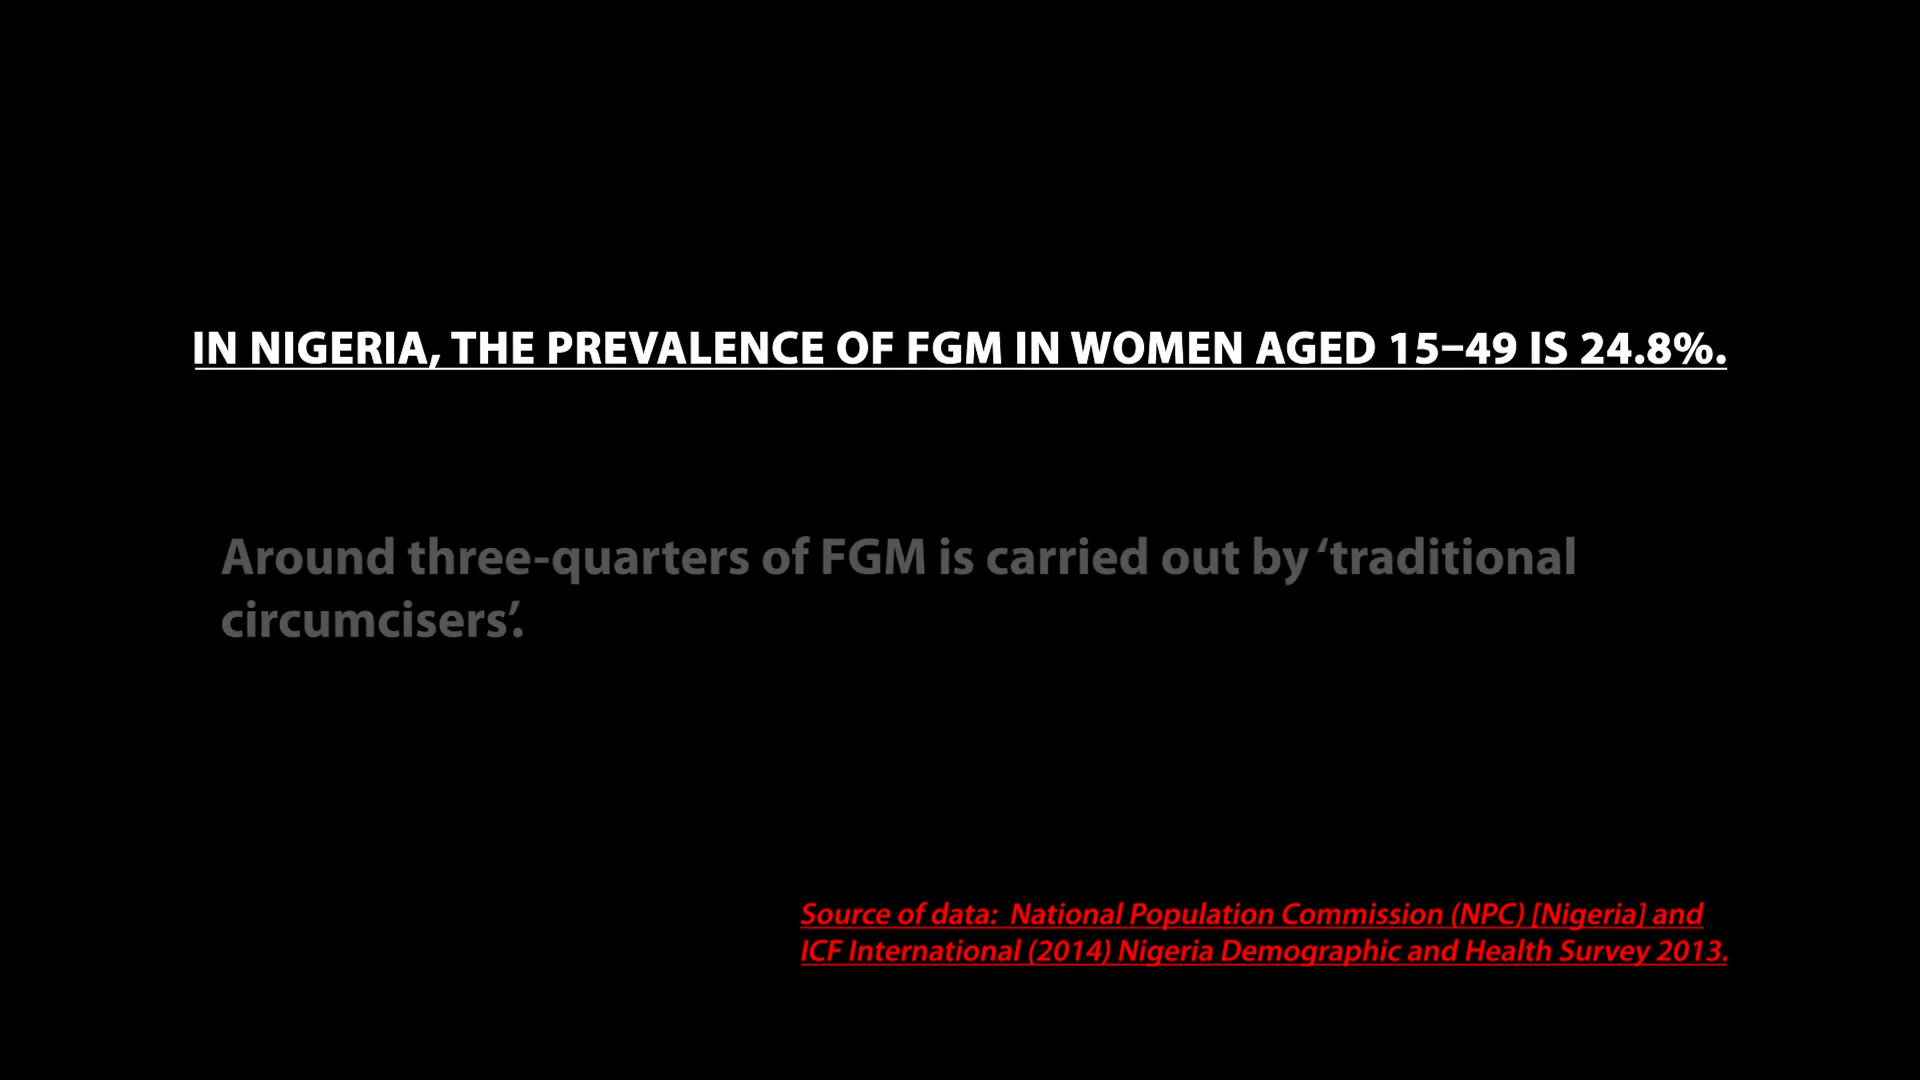 IN NIGERIA, THE PREVALENCE OF FGM IN WOMEN AGED 15–49 IS 24.8%.
Around three-quarters of FGM is carried out by ‘traditional
circumcisers’.
Source of data:  National Population Commission (NPC) [Nigeria] and
ICF International (2014) Nigeria Demographic and Health Survey 2013.